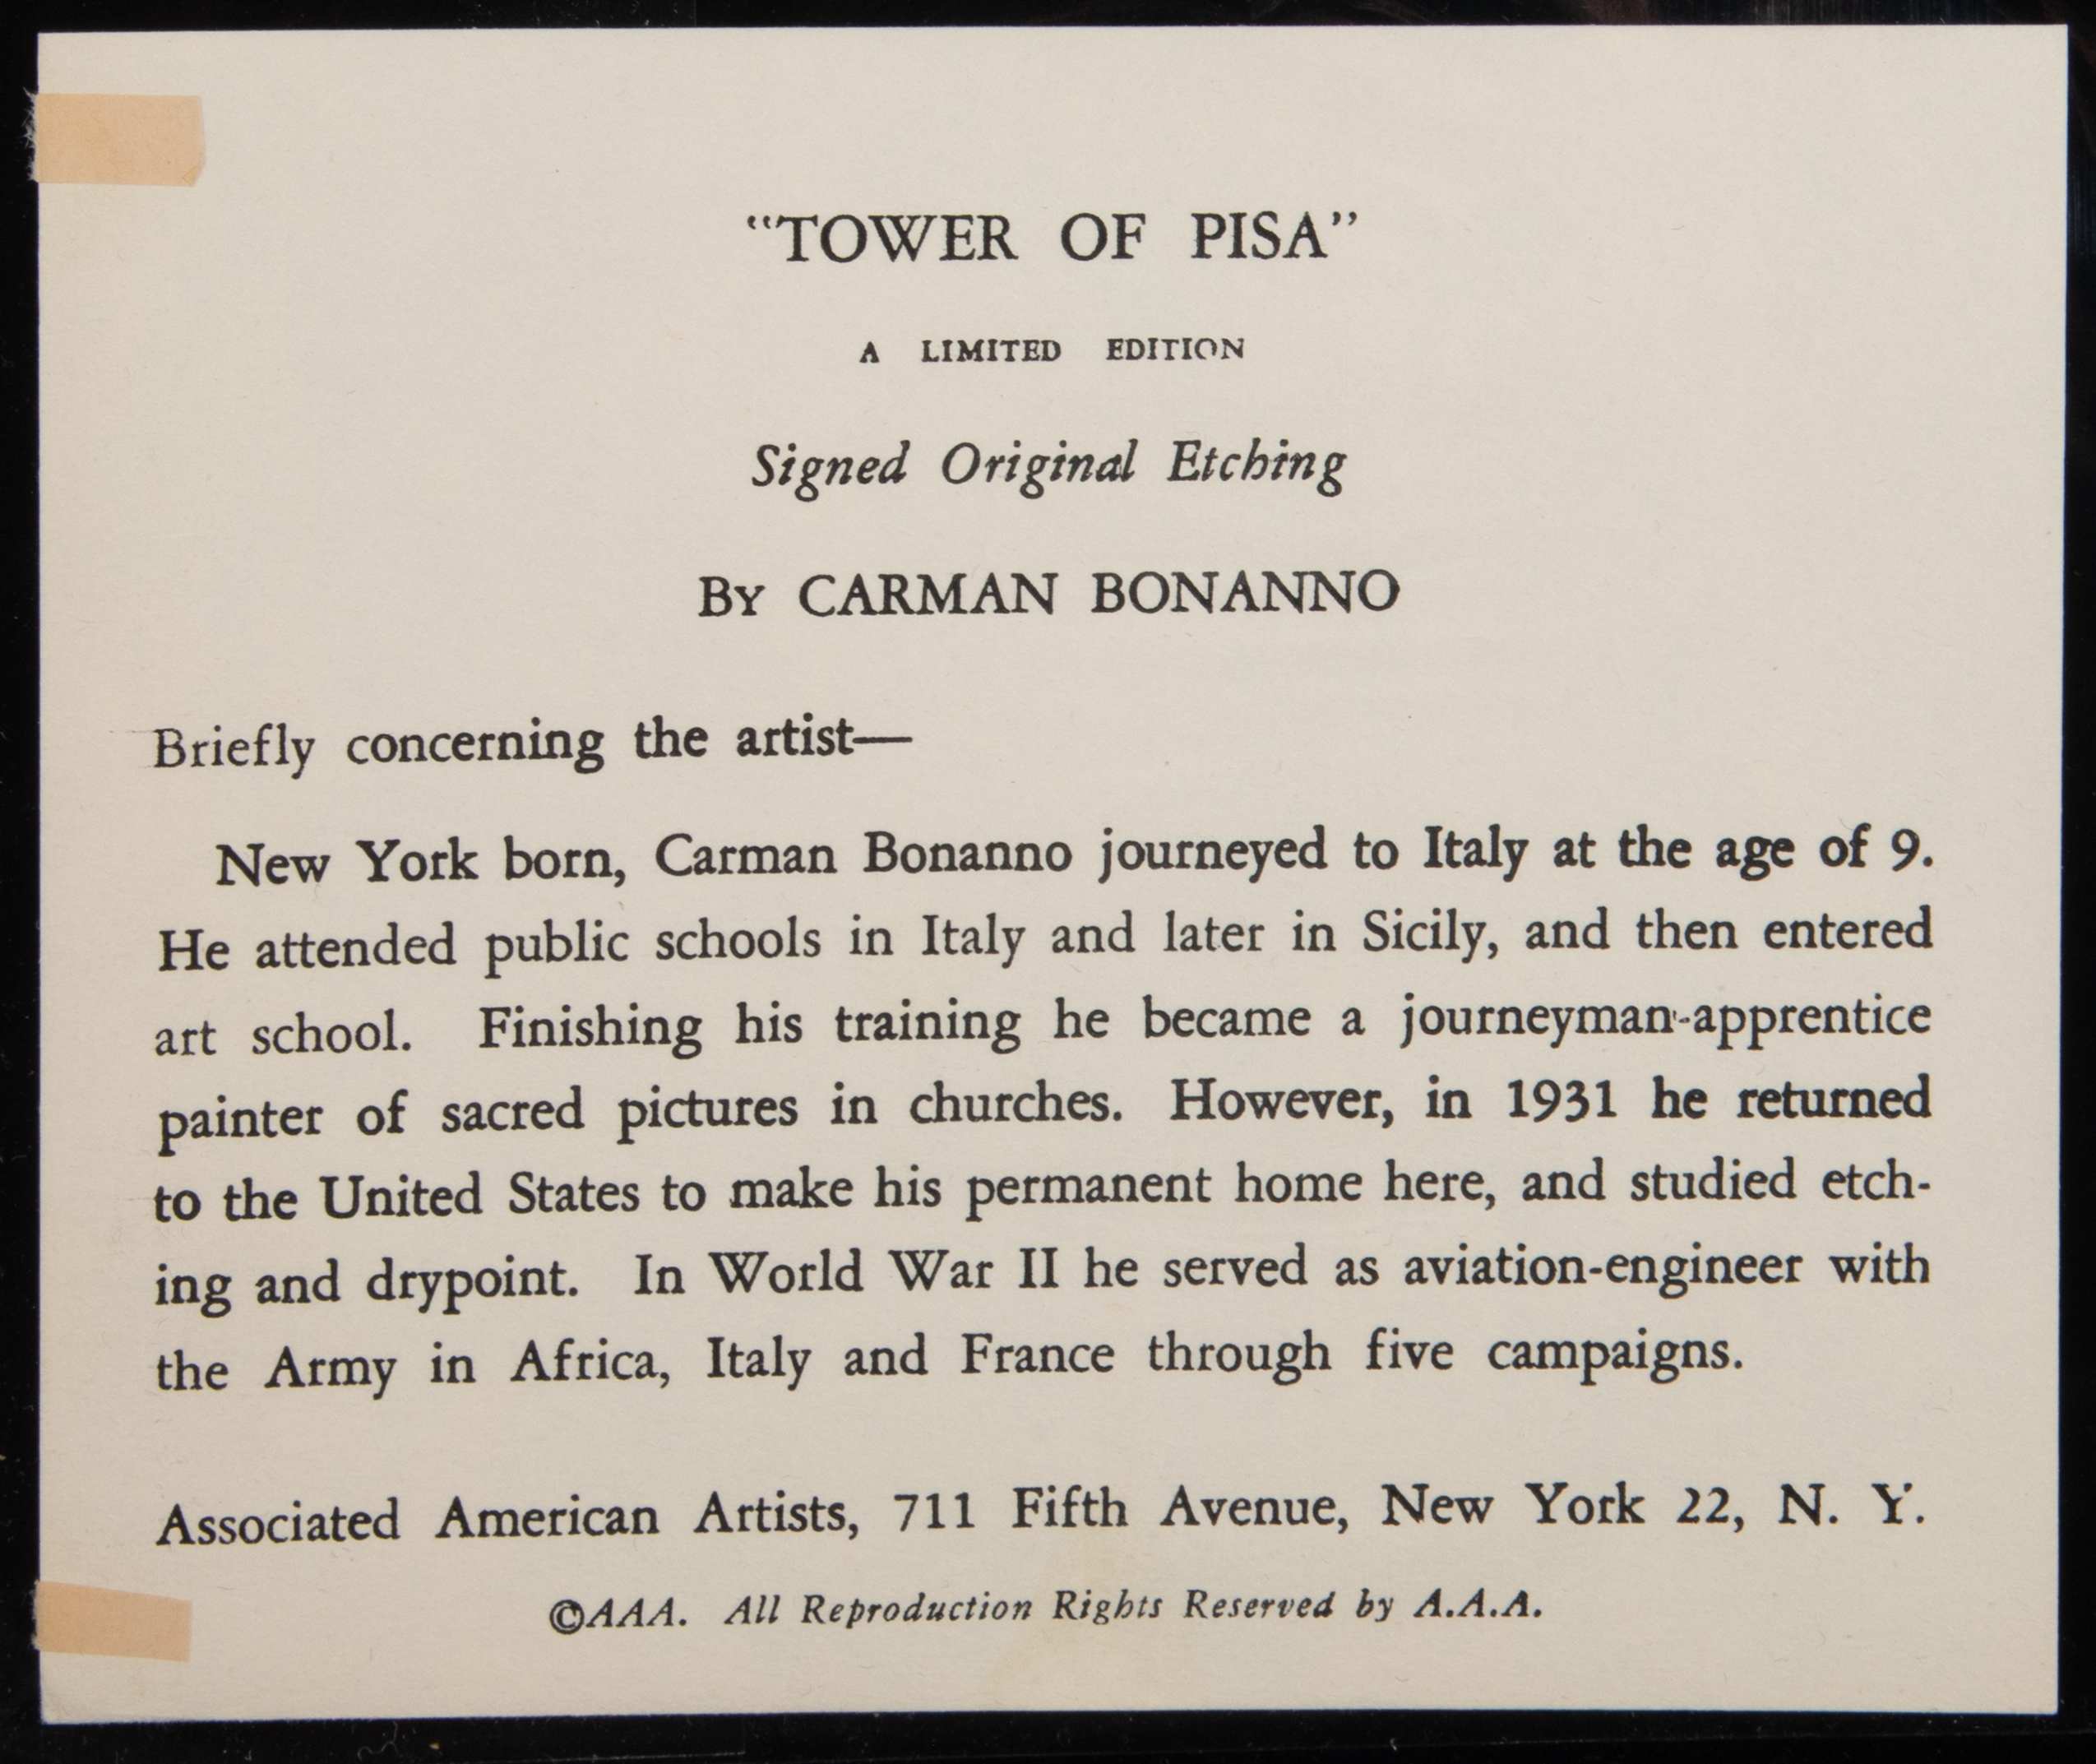 “TOWER OF PISA”
A LIMITED EDITION
Signed Original Etching
By CARMAN BONANNO
Briefly concerning the artist—
New York born, Carman Bonanno journeyed to Italy at the age of 9.
He attended public schools in Italy and later in Sicily, and then entered
art school. Finishing his training he became a journeyman-apprentice
painter of sacred pictures in churches. However, in 1931 he returned
to the United States to make his permanent home here, and studied etch-
ing and drypoint. In World War II he served as aviation-engineer with
the Army in Africa, Italy and France through five campaigns.
Associated American Artists, 711 Fifth Avenue, New York 22, N. Y.
©AAA. All Reproduction Rights Reserved by A.A.A.